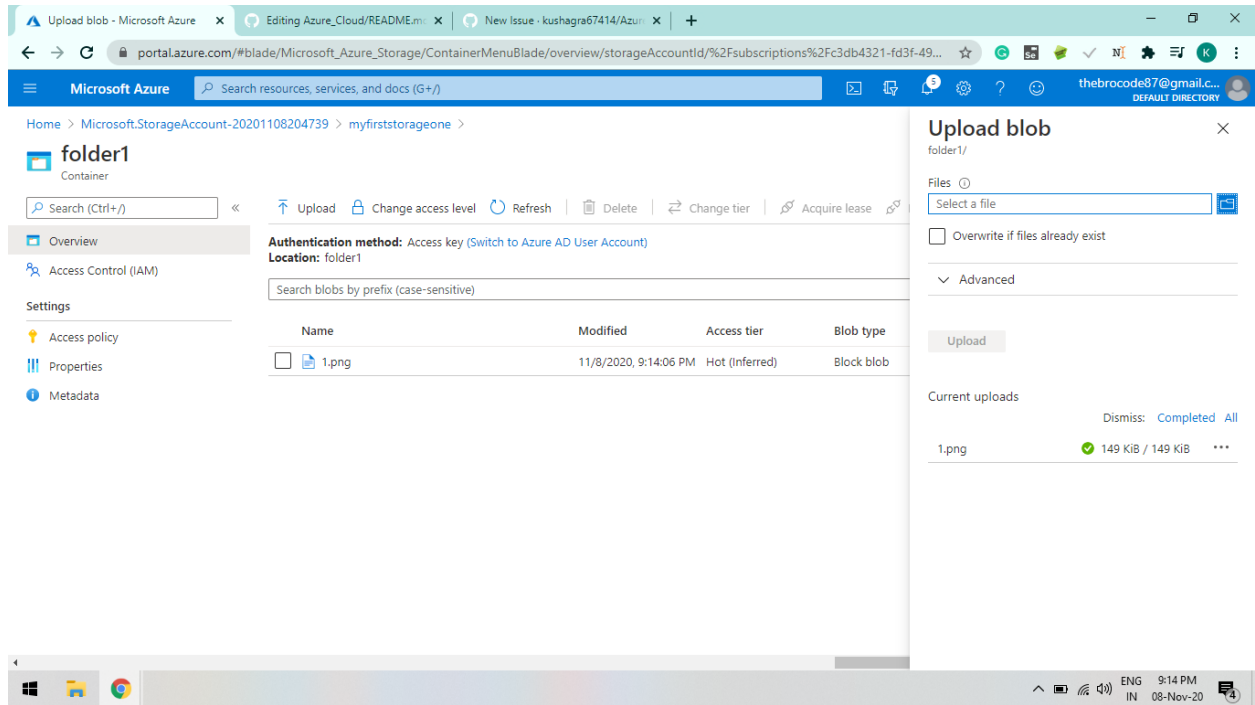 Upload blob - Microsoft Azure
Editing Azure_Cloud/README.m
New Issue · kushagra67414/Azur
portal.azure.com/#blade/Microsoft_Azure_Storage/ContainerMenuBlade/overview/storageAccountId/%2Fsubscriptions%2Fc3db4321-fd3f-49...
Microsoft Azure
Search resources, services, and docs (G+/)
5
thebrocode87@gmail.c...
DEFAULT DIRECTORY
Home > Microsoft.StorageAccount-20201108204739 > myfirststorageone >
folder1
Container
Search (Ctrl+/)
Overview
Access Control (IAM)
Settings
Access policy
Properties
Metadata
Upload Change access level Refresh Delete Change tier Acquire lease
Authentication method: Access key (Switch to Azure AD User Account)
Location: folder1
Search blobs by prefix (case-sensitive)
Name Modified Access tier Blob type
1.png 11/8/2020, 9:14:06 PM Hot (Inferred) Block blob
Upload blob
folder1/
Files
Select a file
Overwrite if files already exist
Advanced
Upload
Current uploads
Dismiss: Completed All
1.png 149 KiB / 149 KiB
ENG 9:14 PM
IN 08-Nov-20
4